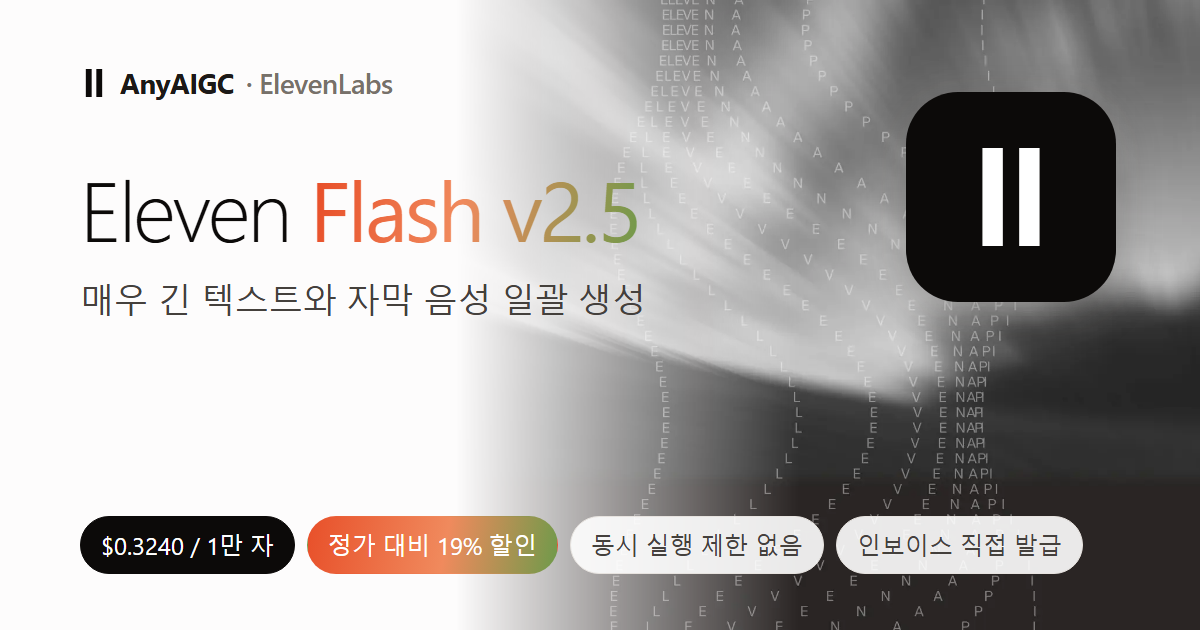 AnyAIGC · ElevenLabs
Eleven Flash v2.5
매우 긴 텍스트와 자막 음성 일괄 생성
$0.3240 / 1만 자
정가 대비 19% 할인
동시 실행 제한 없음
인보이스 직접 발급